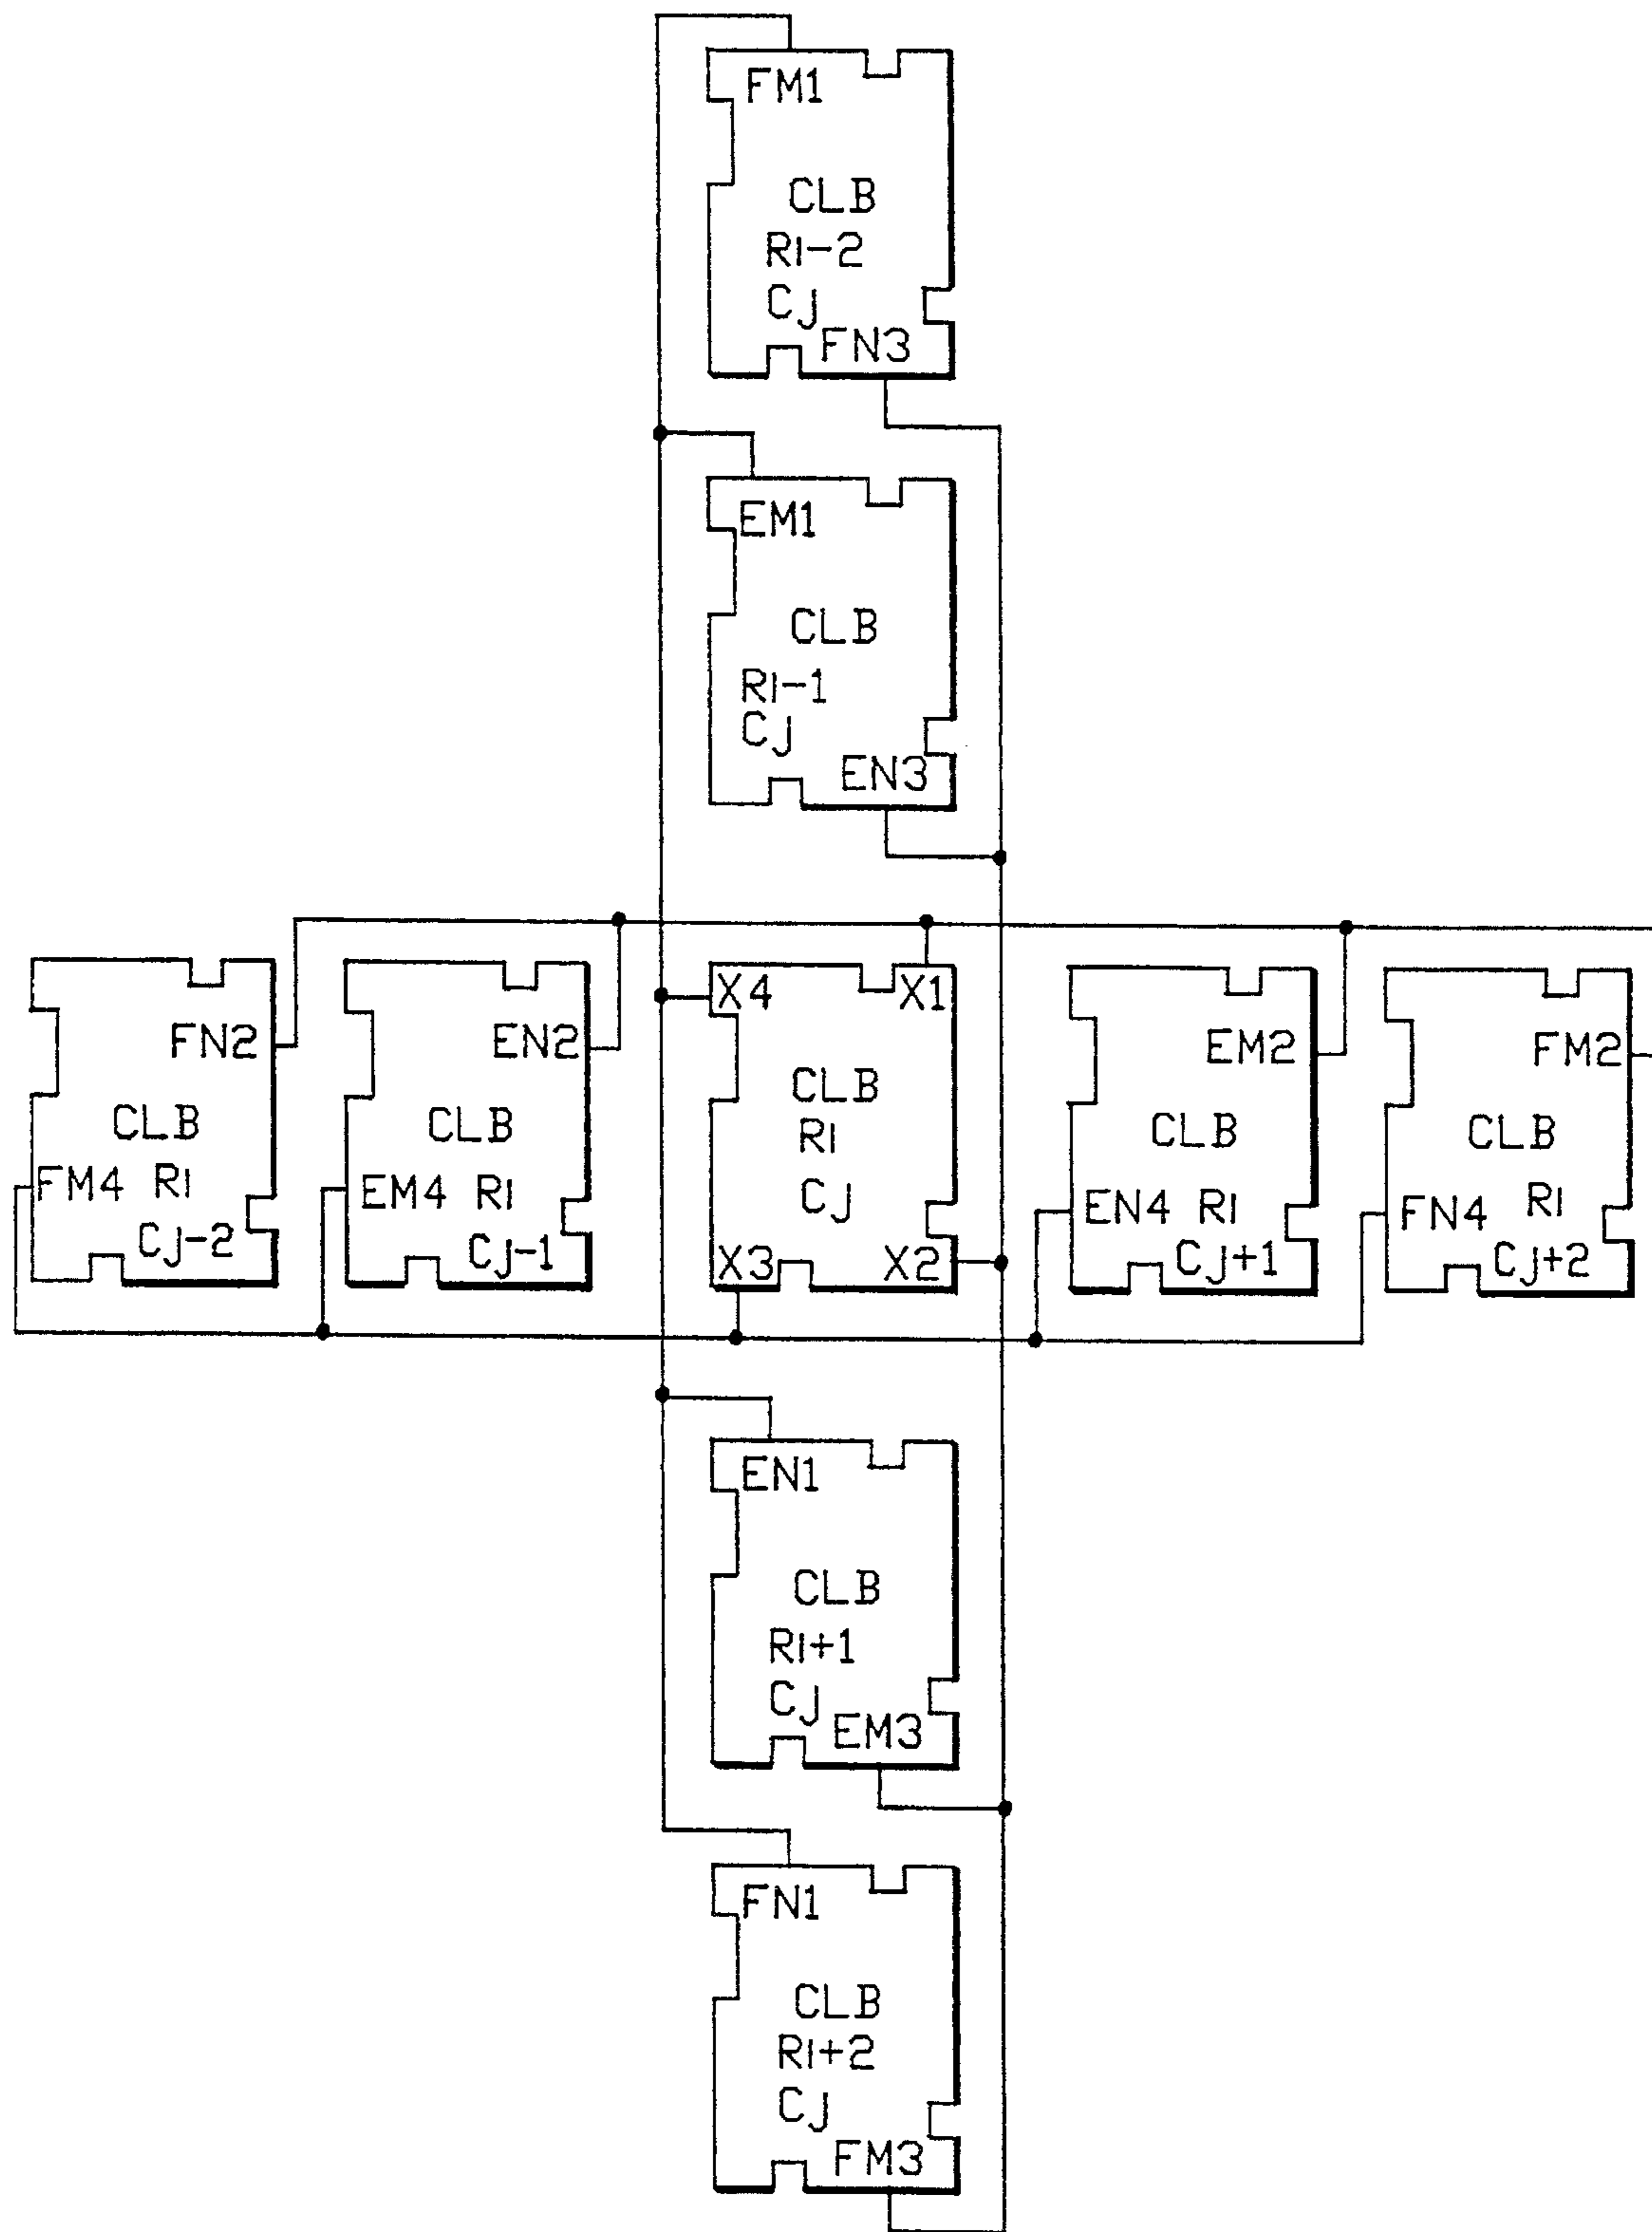 FM1
CLB
Ri-2
Cj
FN3
EM1
CLB
Ri-1
Cj
EN3
FN2
CLB
FM4 Ri
Cj-2
EN2
CLB
EM4 Ri
Cj-1
X4 X1
CLB
Ri
Cj
X3 X2
EM2
CLB
EN4 Ri
Cj+1
FM2
CLB
FN4 Ri
Cj+2
EN1
CLB
Ri+1
Cj
EM3
FN1
CLB
Ri+2
Cj
FM3